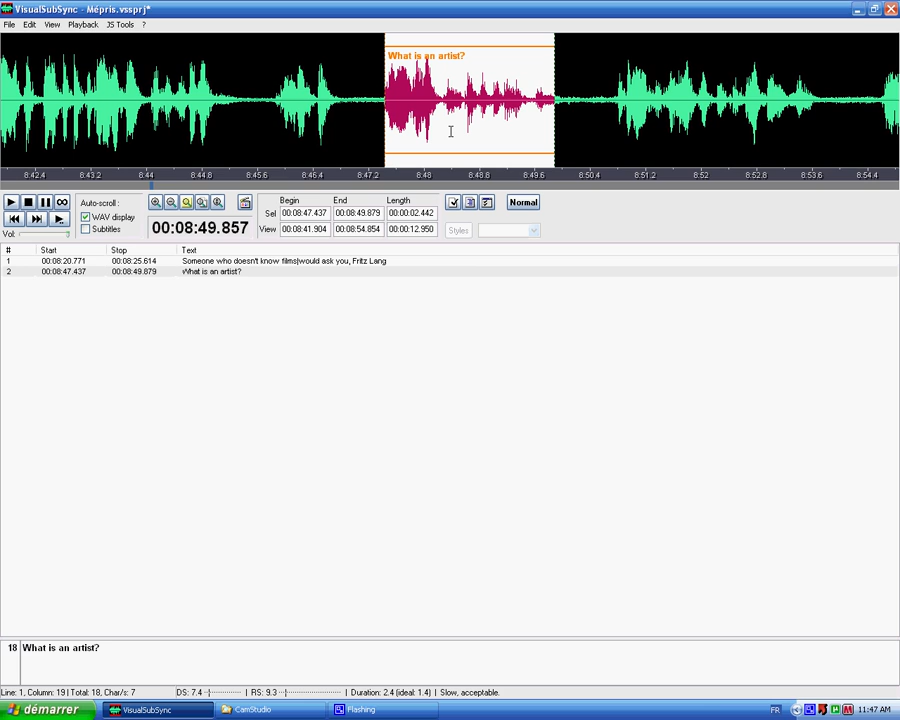 VisualSubSync - Mépris.vssprj*
File Edit View Playback JS Tools ?
What is an artist?
8:42.4 8:43.2 8:44 8:44.8 8:45.6 8:46.4 8:47.2 8:48 8:48.8 8:49.6 8:50.4 8:51.2 8:52 8:52.8 8:53.6 8:54.4
Auto-scroll :
WAV display
Subtitles
Vol:
00:08:49.857
Begin End Length
Sel 00:08:47.437 00:08:49.879 00:00:02.442
View 00:08:41.904 00:08:54.854 00:00:12.950
Normal
Styles
# Start Stop Text
1 00:08:20.771 00:08:25.614 Someone who doesn't know films|would ask you, Fritz Lang
2 00:08:47.437 00:08:49.879 What is an artist?
18 What is an artist?
Line: 1, Column: 19 | Total: 18, Char/s: 7 DS: 7.4 | RS: 9.3 | Duration: 2.4 (ideal: 1.4) | Slow, acceptable.
démarrer VisualSubSync CamStudio Flashing FR 11:47 AM